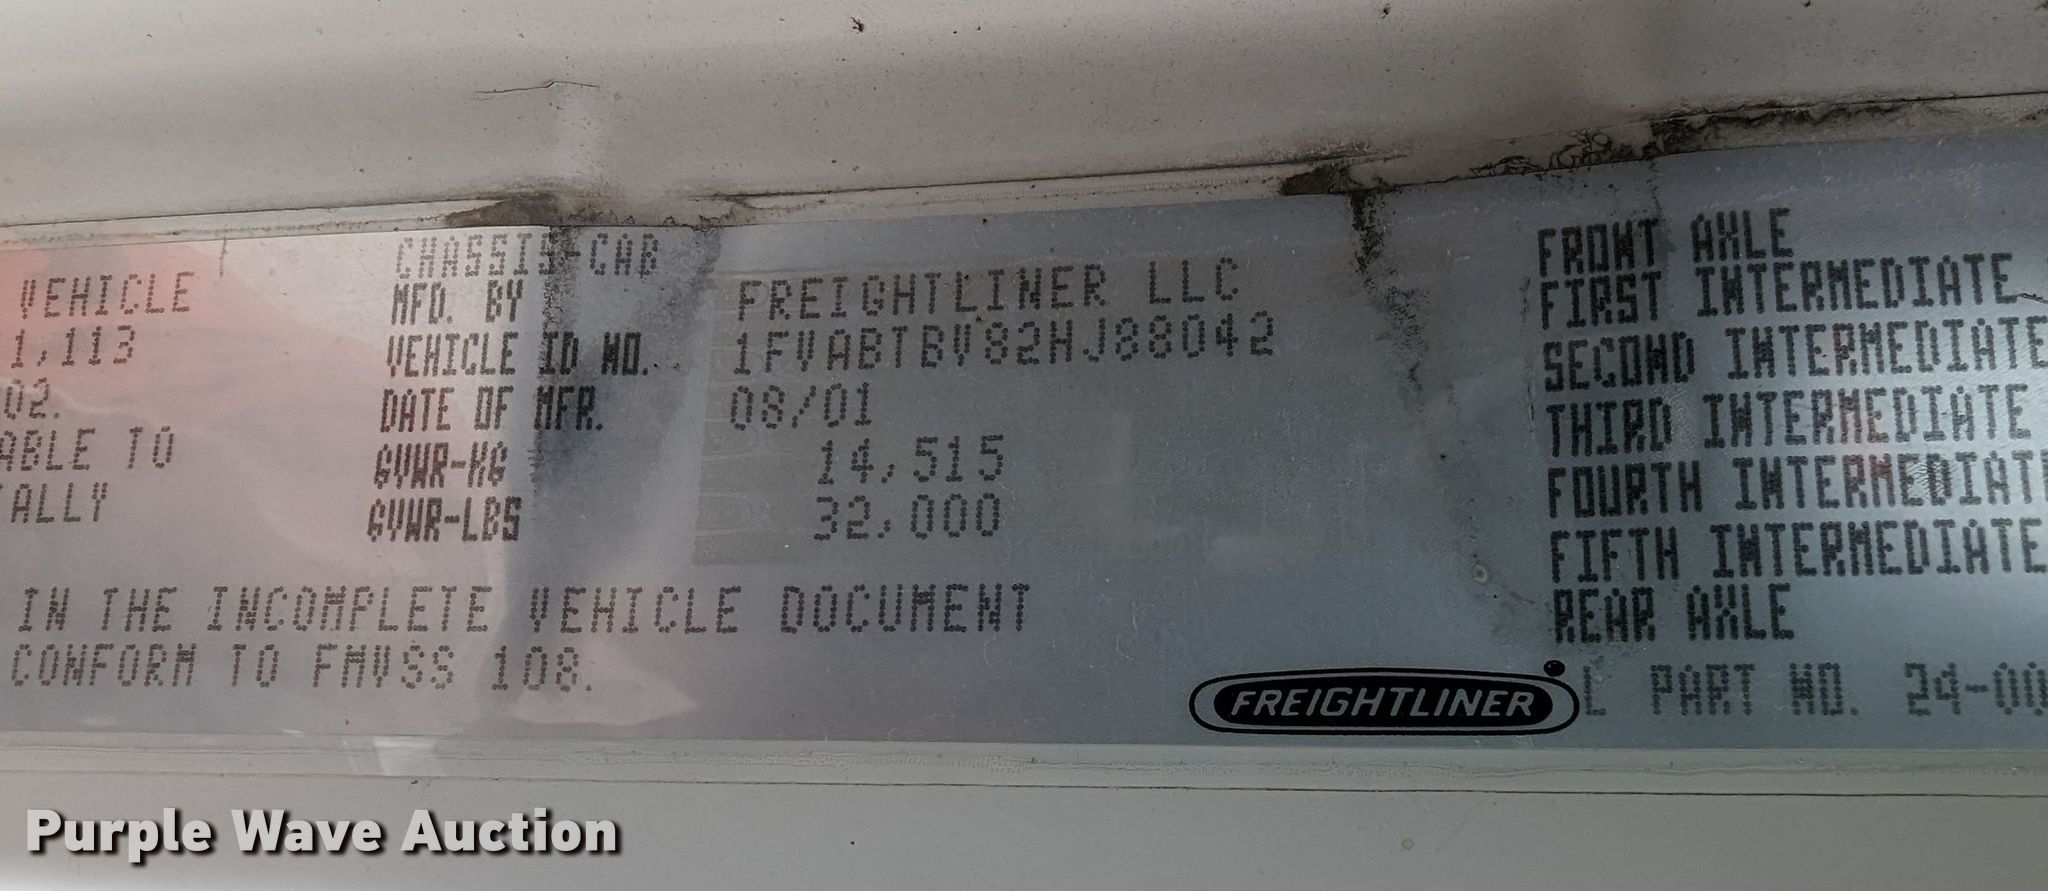 CHASSIS-CAB
VEHICLE MFD. BY FREIGHTLINER LLC
1,113 VEHICLE ID NO. 1FVABTBV82HJ88042
02. DATE OF MFR. 08/01
ABLE TO GVWR-KG 14,515
TALLY GVWR-LBS 32,000
IN THE INCOMPLETE VEHICLE DOCUMENT
CONFORM TO FMVSS 108.
FRONT AXLE
FIRST INTERMEDIATE
SECOND INTERMEDIATE
THIRD INTERMEDIATE
FOURTH INTERMEDIATE
FIFTH INTERMEDIATE
REAR AXLE
FREIGHTLINER
PART NO. 24-00
Purple Wave Auction